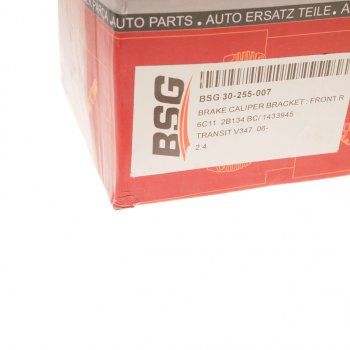 PARÇA • AUTO PARTS • AUTO ERSATZ TEILE •
BSG
BSG 30-255-007
BRAKE CALIPER BRACKET : FRONT.R
6C11 2B134 BC/ 1433945
TRANSIT V347 06-
2.4